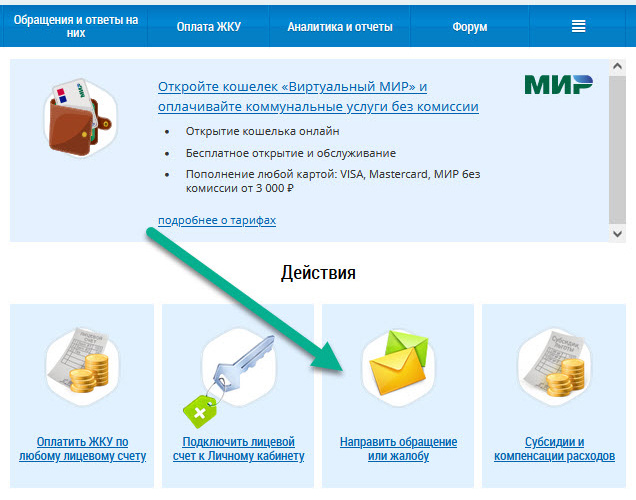 Обращения и ответы на
них
Оплата ЖКУ
Аналитика и отчеты
Форум
Откройте кошелек «Виртуальный МИР» и
оплачивайте коммунальные услуги без комиссии
МИР
Открытие кошелька онлайн
Бесплатное открытие и обслуживание
Пополнение любой картой: VISA, Mastercard, МИР без
комиссии от 3 000 ₽
подробнее о тарифах
Действия
Оплатить ЖКУ по
любому лицевому счету
Подключить лицевой
счет к Личному кабинету
Направить обращение
или жалобу
Субсидии и
компенсации расходов